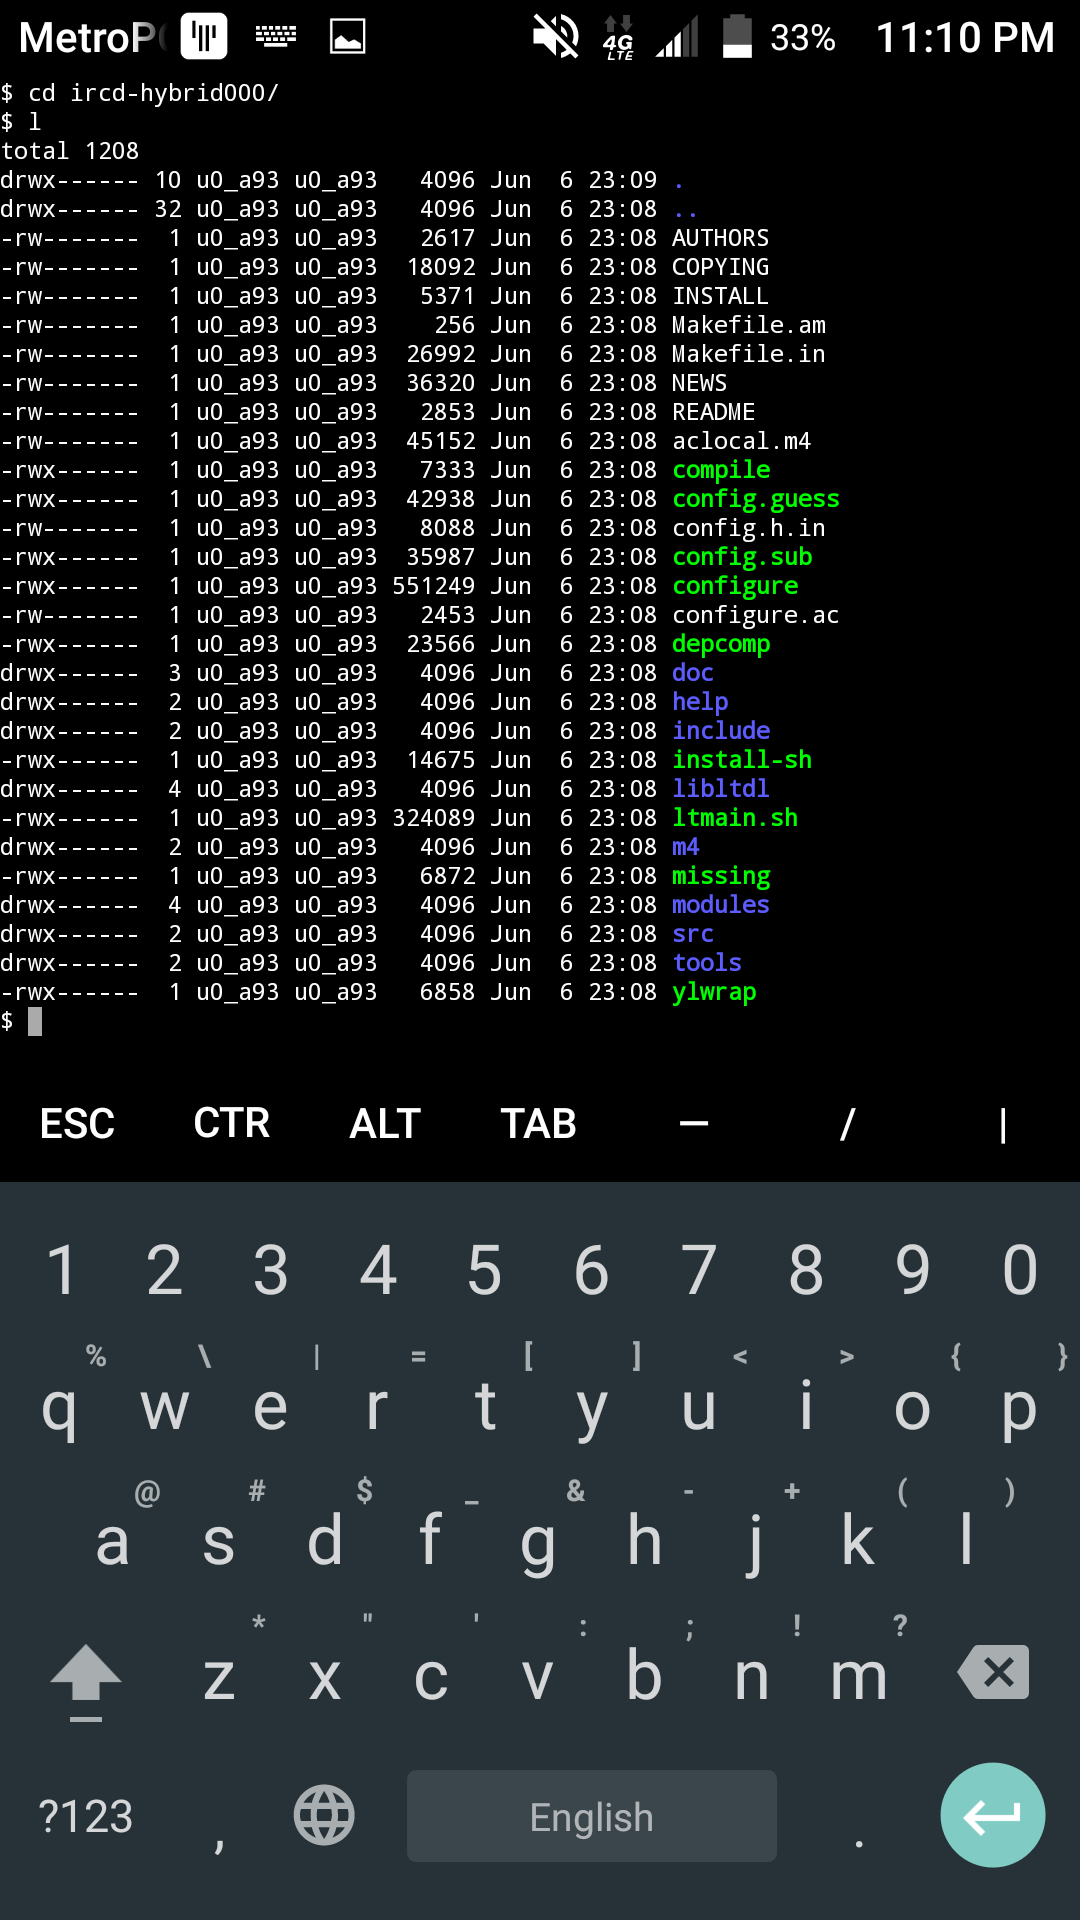 MetroP 4G LTE 33% 11:10 PM
$ cd ircd-hybrid000/
$ l
total 1208
drwx------ 10 u0_a93 u0_a93   4096 Jun  6 23:09 .
drwx------ 32 u0_a93 u0_a93   4096 Jun  6 23:08 ..
-rw-------  1 u0_a93 u0_a93   2617 Jun  6 23:08 AUTHORS
-rw-------  1 u0_a93 u0_a93  18092 Jun  6 23:08 COPYING
-rw-------  1 u0_a93 u0_a93   5371 Jun  6 23:08 INSTALL
-rw-------  1 u0_a93 u0_a93    256 Jun  6 23:08 Makefile.am
-rw-------  1 u0_a93 u0_a93  26992 Jun  6 23:08 Makefile.in
-rw-------  1 u0_a93 u0_a93  36320 Jun  6 23:08 NEWS
-rw-------  1 u0_a93 u0_a93   2853 Jun  6 23:08 README
-rw-------  1 u0_a93 u0_a93  45152 Jun  6 23:08 aclocal.m4
-rwx------  1 u0_a93 u0_a93   7333 Jun  6 23:08 compile
-rwx------  1 u0_a93 u0_a93  42938 Jun  6 23:08 config.guess
-rw-------  1 u0_a93 u0_a93   8088 Jun  6 23:08 config.h.in
-rwx------  1 u0_a93 u0_a93  35987 Jun  6 23:08 config.sub
-rwx------  1 u0_a93 u0_a93 551249 Jun  6 23:08 configure
-rw-------  1 u0_a93 u0_a93   2453 Jun  6 23:08 configure.ac
-rwx------  1 u0_a93 u0_a93  23566 Jun  6 23:08 depcomp
drwx------  3 u0_a93 u0_a93   4096 Jun  6 23:08 doc
drwx------  2 u0_a93 u0_a93   4096 Jun  6 23:08 help
drwx------  2 u0_a93 u0_a93   4096 Jun  6 23:08 include
-rwx------  1 u0_a93 u0_a93  14675 Jun  6 23:08 install-sh
drwx------  4 u0_a93 u0_a93   4096 Jun  6 23:08 libltdl
-rwx------  1 u0_a93 u0_a93 324089 Jun  6 23:08 ltmain.sh
drwx------  2 u0_a93 u0_a93   4096 Jun  6 23:08 m4
-rwx------  1 u0_a93 u0_a93   6872 Jun  6 23:08 missing
drwx------  4 u0_a93 u0_a93   4096 Jun  6 23:08 modules
drwx------  2 u0_a93 u0_a93   4096 Jun  6 23:08 src
drwx------  2 u0_a93 u0_a93   4096 Jun  6 23:08 tools
-rwx------  1 u0_a93 u0_a93   6858 Jun  6 23:08 ylwrap
$
ESC CTR ALT TAB — / |
1 2 3 4 5 6 7 8 9 0
% \ | = [ ] < > { }
q w e r t y u i o p
@ # $ _ & - + ( )
a s d f g h j k l
* " ' : ; ! ?
z x c v b n m
?123 , English .